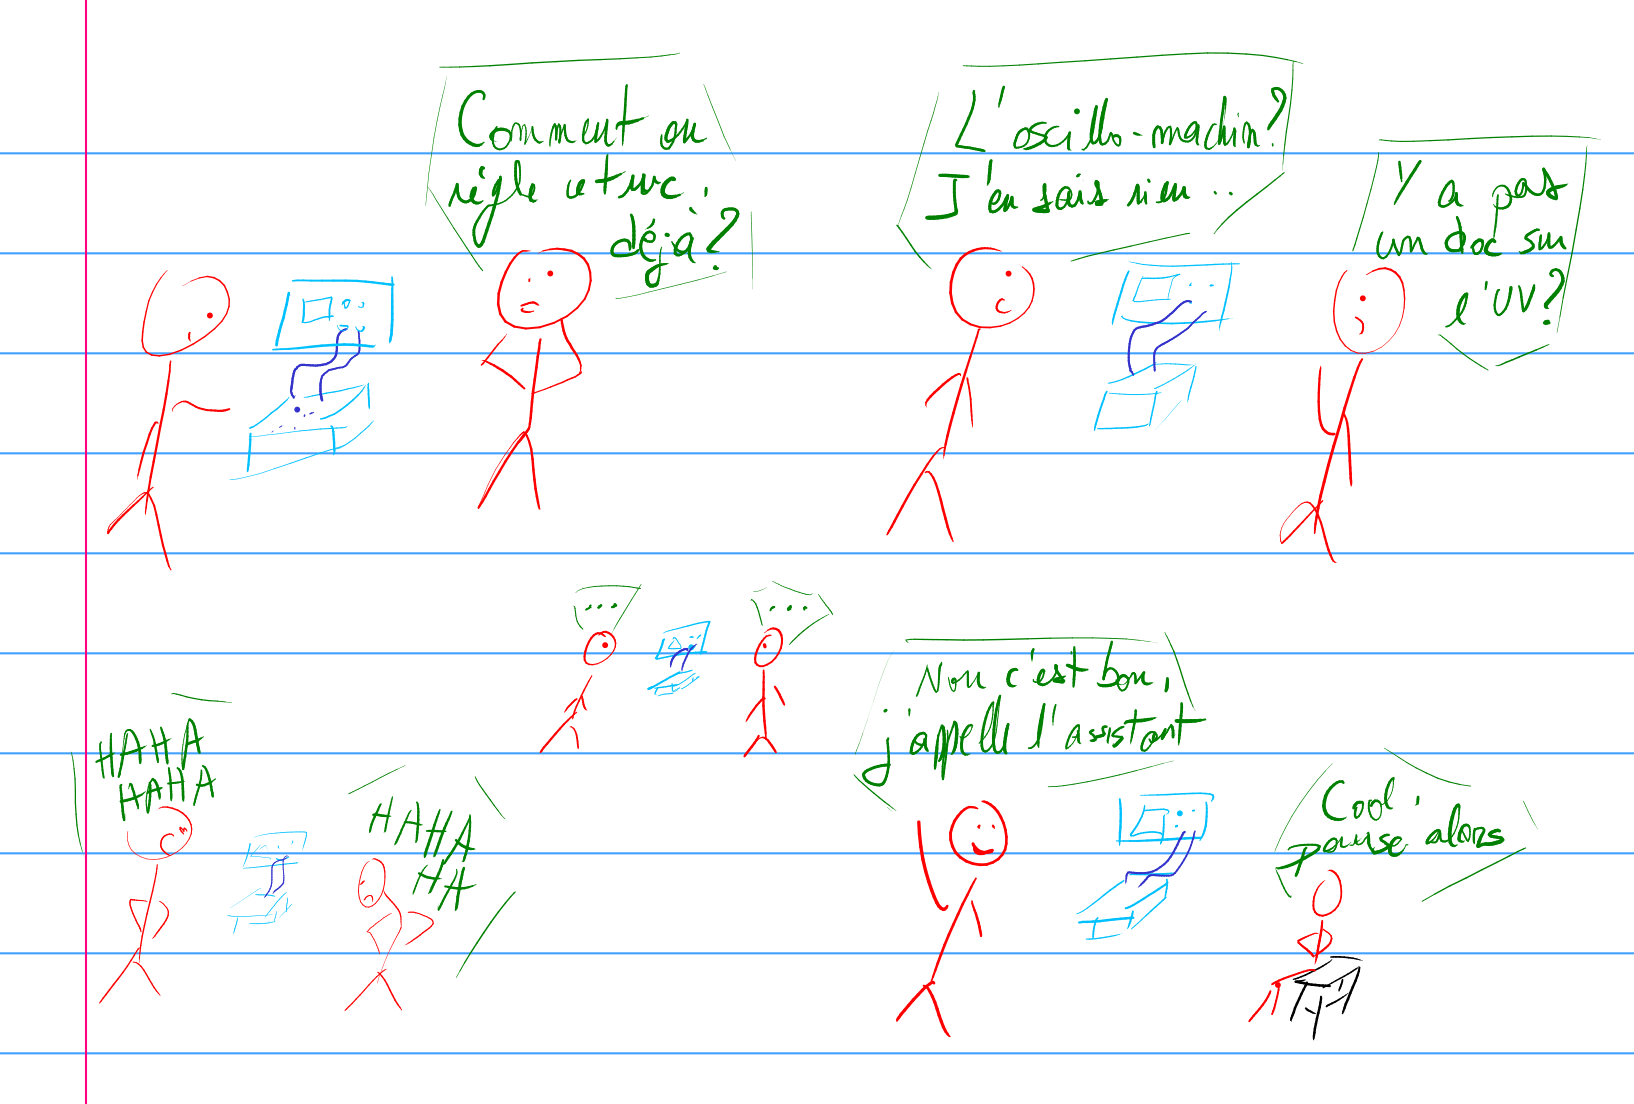 Comment on
règle ce truc,
déjà?
L'oscillo-machin?
J'en sais rien..
Y a pas
un doc sur
l'UV?
...
...
HAHA
HAHA
HAHA
HA
Non c'est bon,
j'appelle l'assistant
Cool,
pause alors